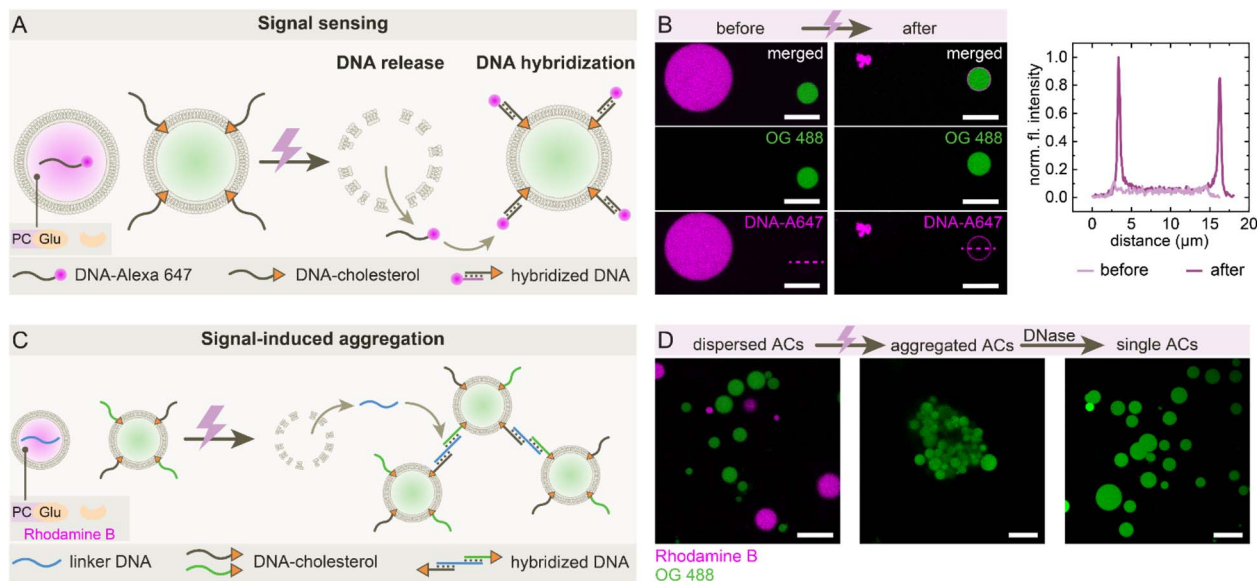 A
Signal sensing
DNA release
DNA hybridization
PC Glu
DNA-Alexa 647
DNA-cholesterol
hybridized DNA
B
before
after
merged
merged
OG 488
OG 488
DNA-A647
DNA-A647
norm. fl. intensity
1.0
0.8
0.6
0.4
0.2
0.0
0 5 10 15 20
distance (µm)
before
after
C
Signal-induced aggregation
PC Glu
Rhodamine B
linker DNA
DNA-cholesterol
hybridized DNA
D
dispersed ACs
aggregated ACs
DNase
single ACs
Rhodamine B
OG 488